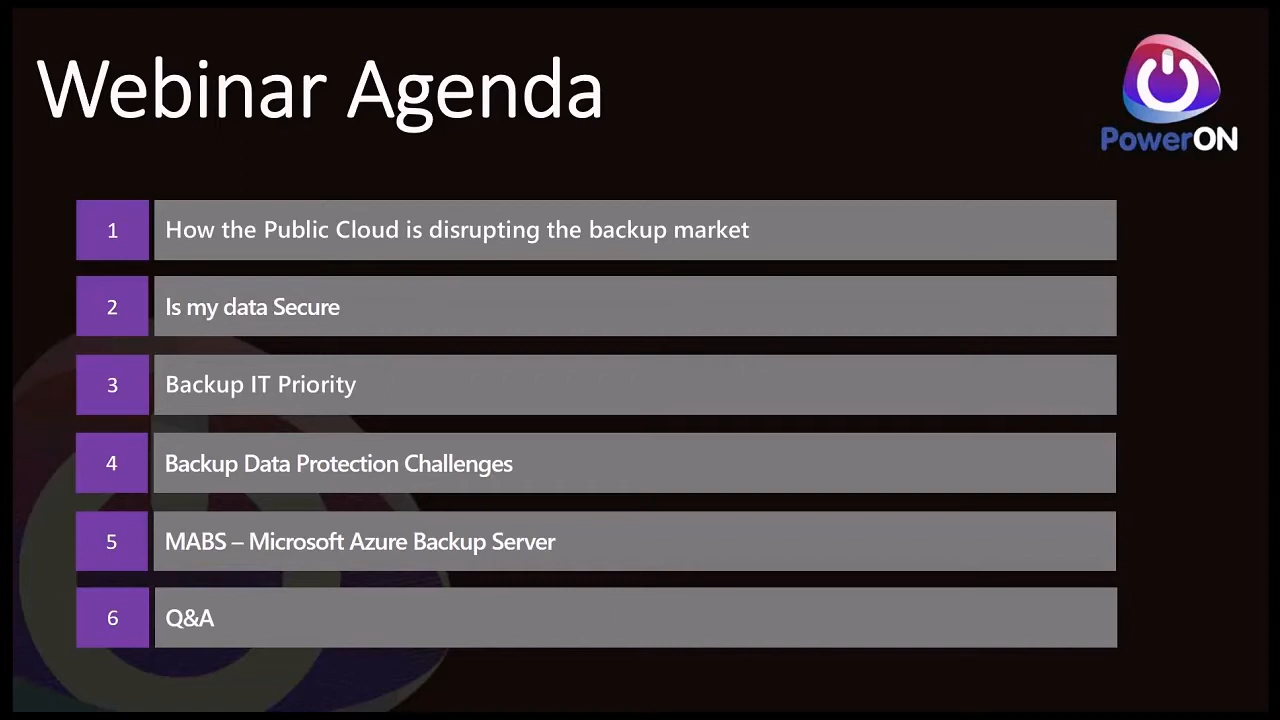 Webinar Agenda
PowerON
1 How the Public Cloud is disrupting the backup market
2 Is my data Secure
3 Backup IT Priority
4 Backup Data Protection Challenges
5 MABS – Microsoft Azure Backup Server
6 Q&A